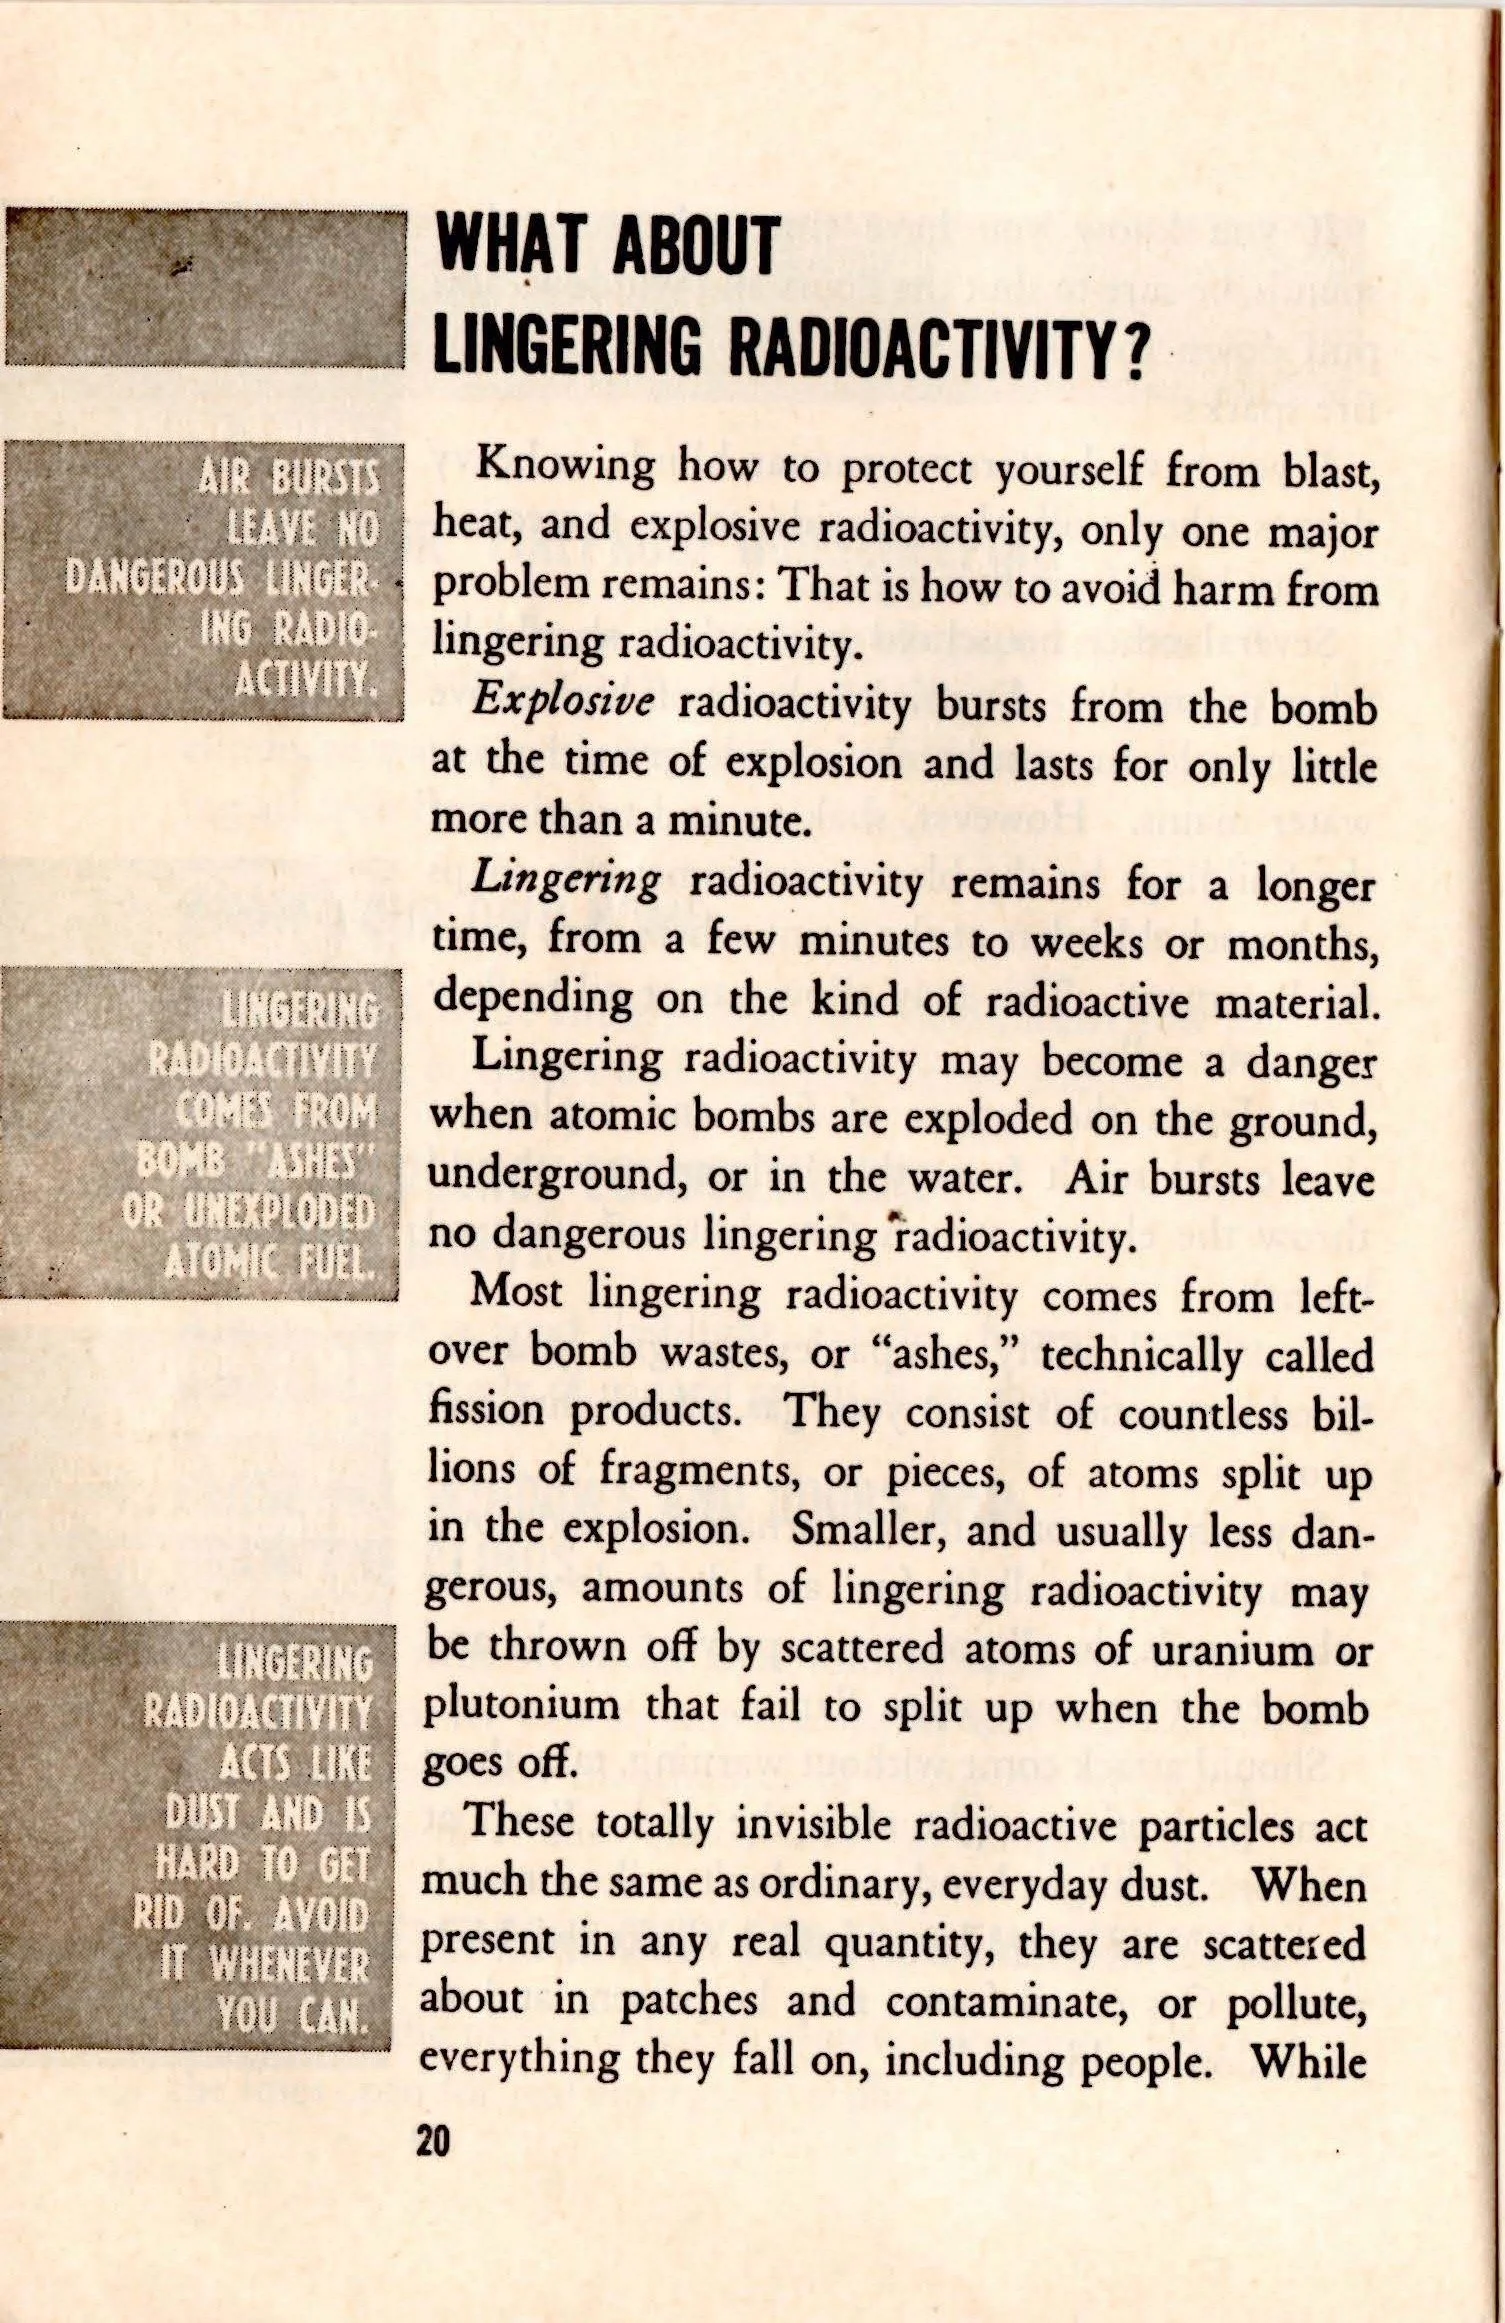 WHAT ABOUT
LINGERING RADIOACTIVITY?
AIR BURSTS
LEAVE NO
DANGEROUS LINGER-
ING RADIO-
ACTIVITY.
Knowing how to protect yourself from blast,
heat, and explosive radioactivity, only one major
problem remains: That is how to avoid harm from
lingering radioactivity.
Explosive radioactivity bursts from the bomb
at the time of explosion and lasts for only little
more than a minute.
Lingering radioactivity remains for a longer
time, from a few minutes to weeks or months,
depending on the kind of radioactive material.
LINGERING
RADIOACTIVITY
COMES FROM
BOMB "ASHES"
OR UNEXPLODED
ATOMIC FUEL.
Lingering radioactivity may become a danger
when atomic bombs are exploded on the ground,
underground, or in the water. Air bursts leave
no dangerous lingering radioactivity.
Most lingering radioactivity comes from left-
over bomb wastes, or “ashes,” technically called
fission products. They consist of countless bil-
lions of fragments, or pieces, of atoms split up
in the explosion. Smaller, and usually less dan-
gerous, amounts of lingering radioactivity may
be thrown off by scattered atoms of uranium or
plutonium that fail to split up when the bomb
goes off.
LINGERING
RADIOACTIVITY
ACTS LIKE
DUST AND IS
HARD TO GET
RID OF. AVOID
IT WHENEVER
YOU CAN.
These totally invisible radioactive particles act
much the same as ordinary, everyday dust. When
present in any real quantity, they are scattered
about in patches and contaminate, or pollute,
everything they fall on, including people. While
20